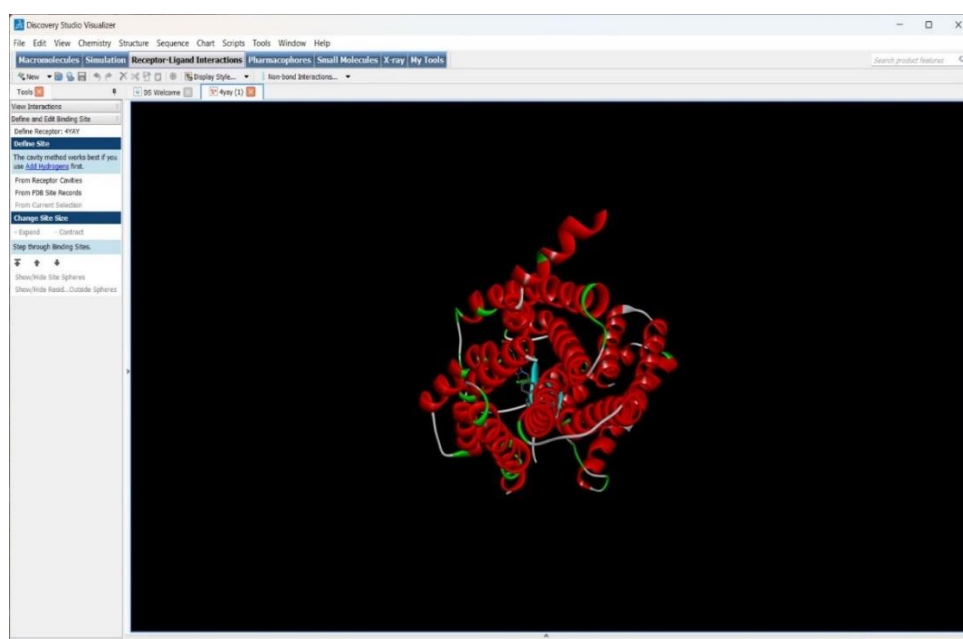 Discovery Studio Visualizer
File Edit View Chemistry Structure Sequence Chart Scripts Tools Window Help
Macromolecules Simulation Receptor-Ligand Interactions Pharmacophores Small Molecules X-ray My Tools
Search product features
New Display Style... Non-bond Interactions...
Tools DS Welcome 4yay (1)
View Interactions
Define and Edit Binding Site
Define Receptor: 4YAY
Define Site
The cavity method works best if you
use Add Hydrogens first.
From Receptor Cavities
From PDB Site Records
From Current Selection
Change Site Size
- Expand - Contract
Step through Binding Sites.
Show/Hide Site Spheres
Show/Hide Resid...Outside Spheres